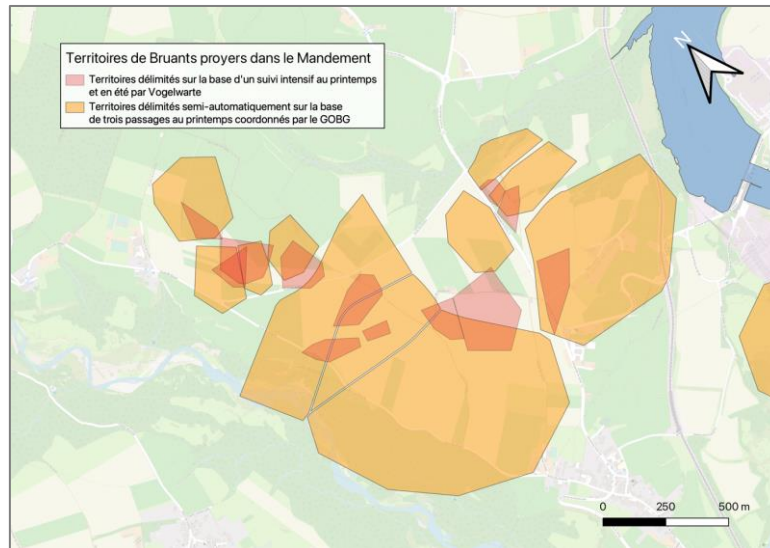 Territoires de Bruants proyers dans le Mandement
Territoires délimités sur la base d'un suivi intensif au printemps
et en été par Vogelwarte
Territoires délimités semi-automatiquement sur la base
de trois passages au printemps coordonnés par le GOBG
N
0 250 500 m